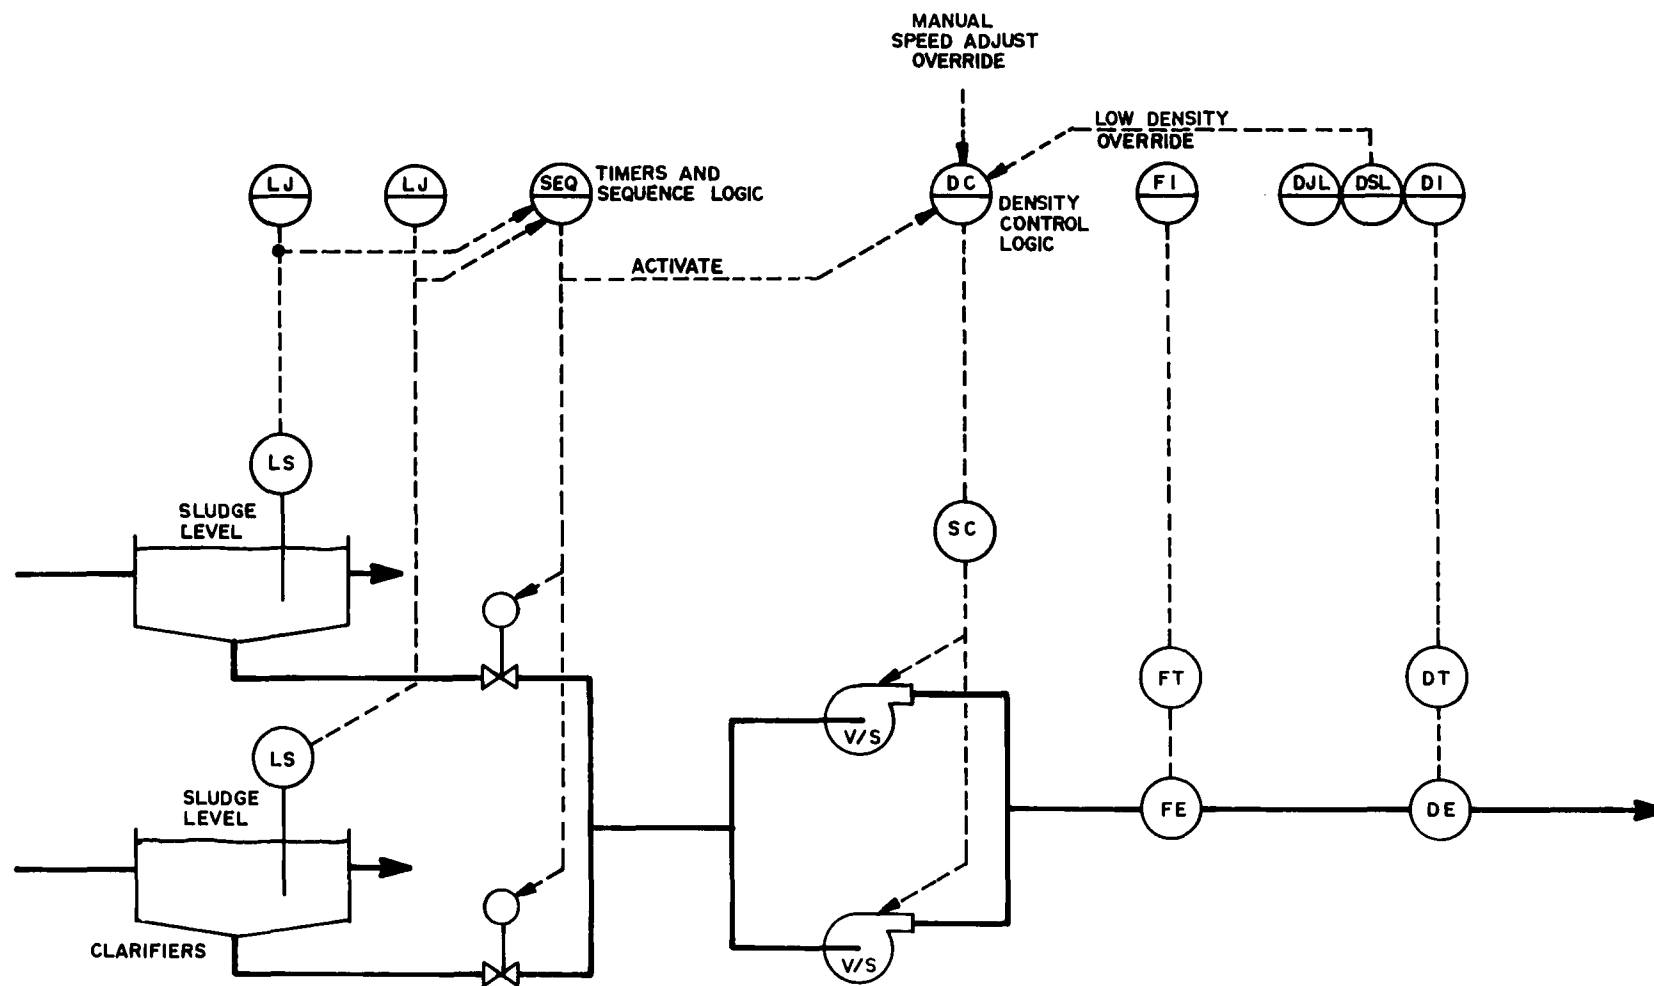 MANUAL
SPEED ADJUST
OVERRIDE
LOW DENSITY
OVERRIDE
LJ
LJ
SEQ
TIMERS AND
SEQUENCE LOGIC
DC
DENSITY
CONTROL
LOGIC
FI
DJL
DSL
DI
ACTIVATE
LS
SLUDGE
LEVEL
SC
FT
DT
V/S
LS
SLUDGE
LEVEL
FE
DE
CLARIFIERS
V/S